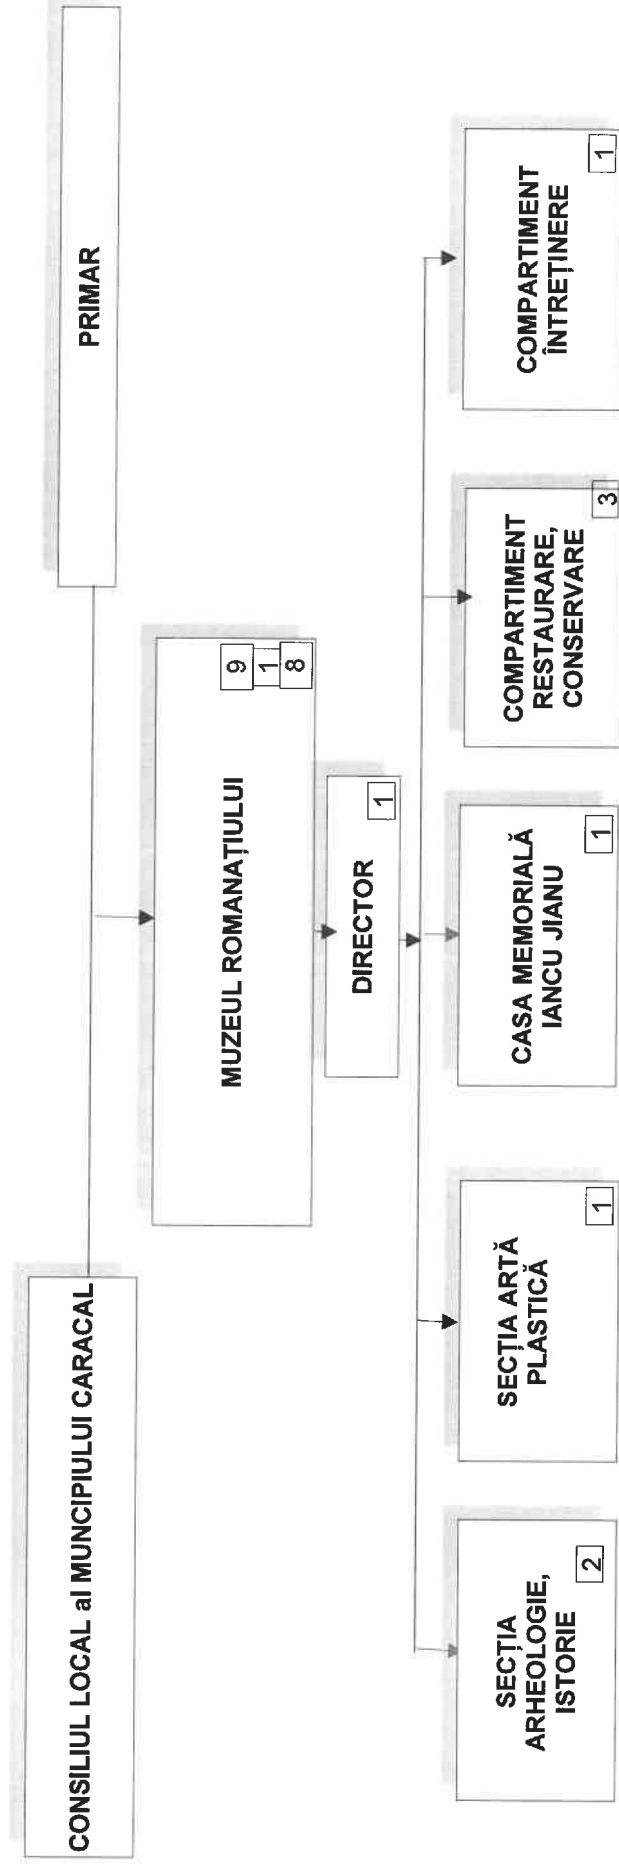 CONSILIUL LOCAL al MUNCIPIULUI CARACAL
PRIMAR
MUZEUL ROMANAȚIULUI
9
1
8
DIRECTOR
1
SECȚIA
ARHEOLOGIE,
ISTORIE
2
SECȚIA ARTĂ
PLASTICĂ
1
CASA MEMORIALĂ
IANCU JIANU
1
COMPARTIMENT
RESTAURARE,
CONSERVARE
3
COMPARTIMENT
ÎNTREȚINERE
1